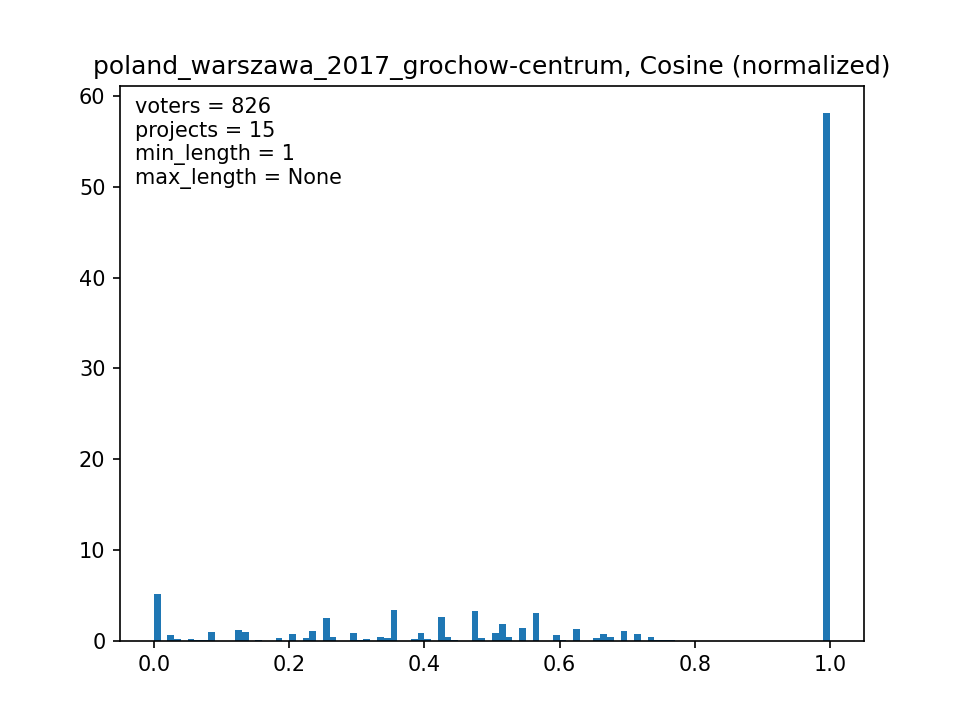 poland_warszawa_2017_grochow-centrum, Cosine (normalized)
voters = 826
projects = 15
min_length = 1
max_length = None
60
50
40
30
20
10
0
0.0 0.2 0.4 0.6 0.8 1.0